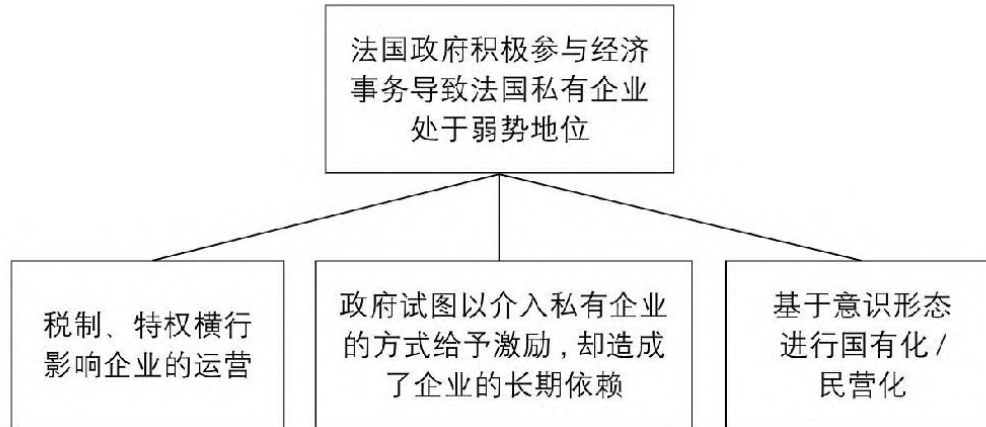 法国政府积极参与经济
事务导致法国私有企业
处于弱势地位
税制、特权横行
影响企业的运营
政府试图以介入私有企业
的方式给予激励,却造成
了企业的长期依赖
基于意识形态
进行国有化/
民营化